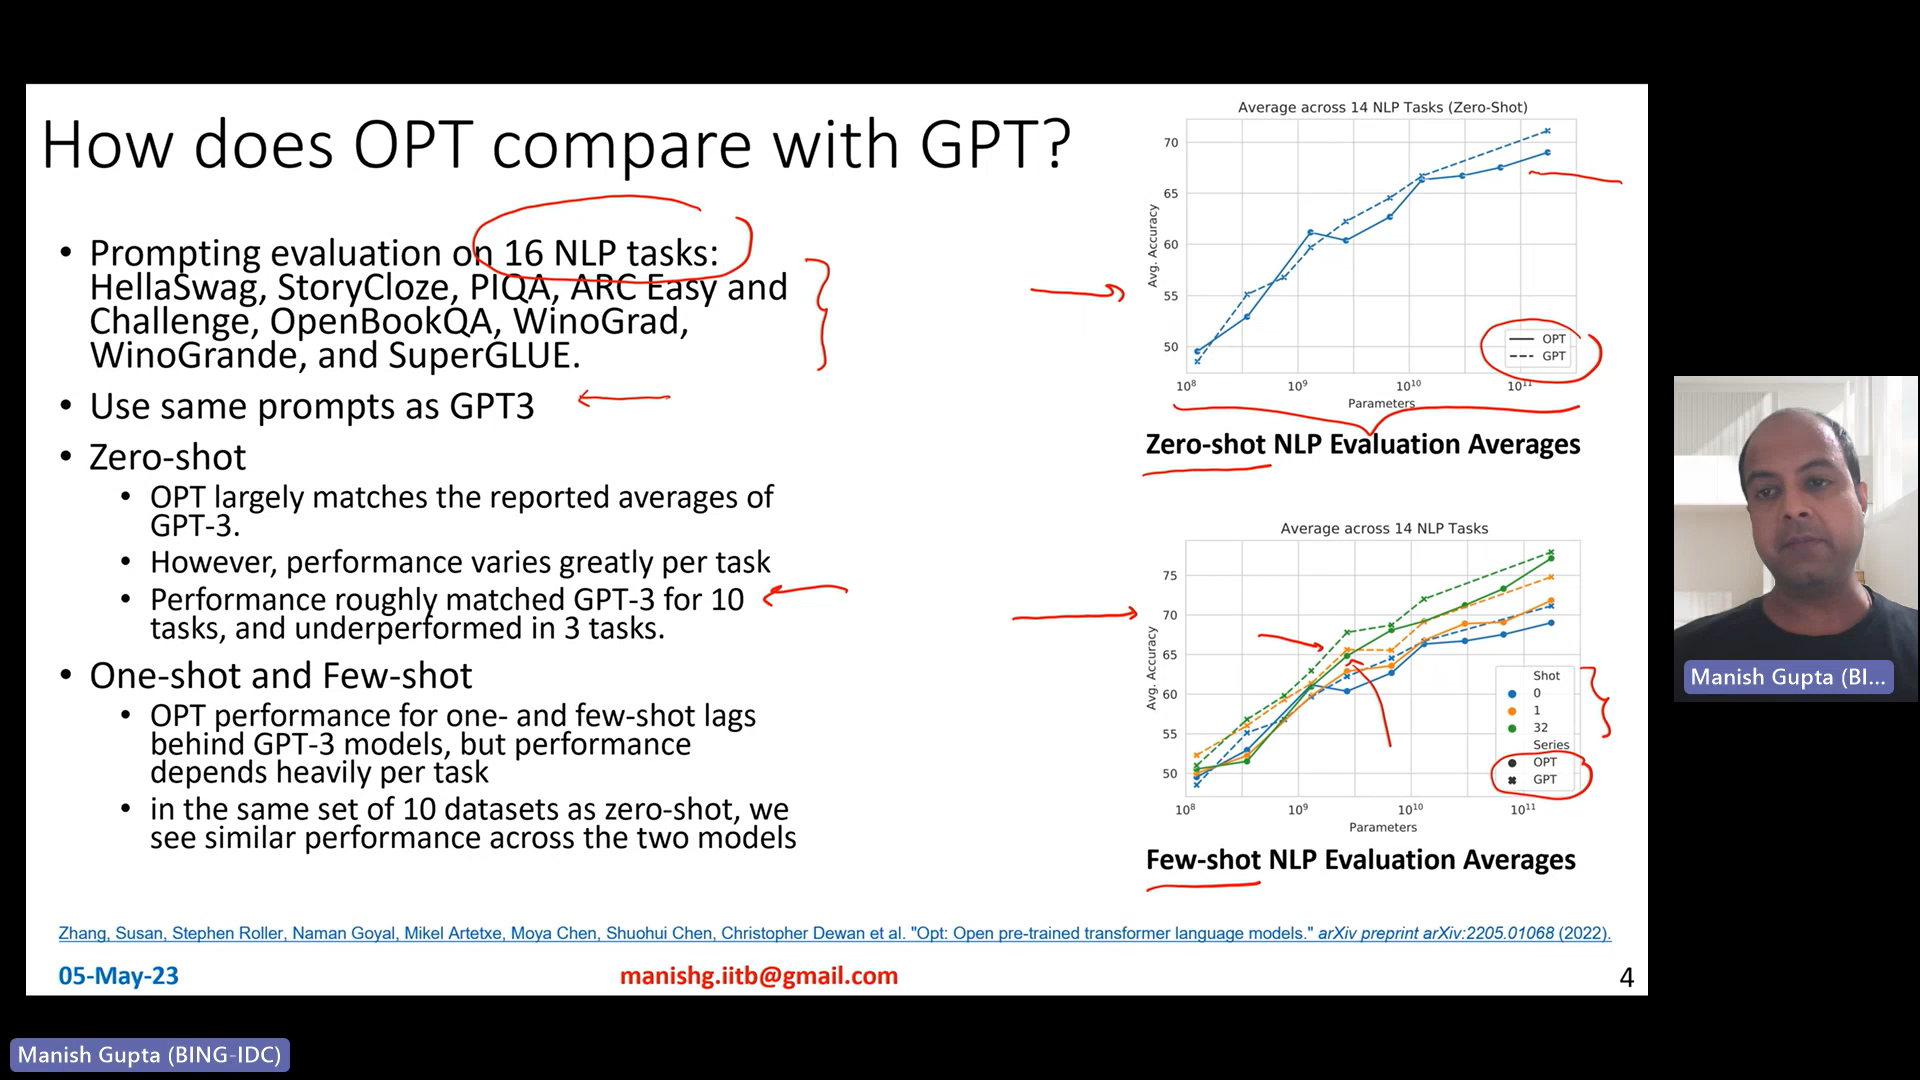 How does OPT compare with GPT?
• Prompting evaluation on 16 NLP tasks:
HellaSwag, StoryCloze, PIQA, ARC Easy and
Challenge, OpenBookQA, WinoGrad,
WinoGrande, and SuperGLUE.
• Use same prompts as GPT3
• Zero-shot
• OPT largely matches the reported averages of
GPT-3.
• However, performance varies greatly per task
• Performance roughly matched GPT-3 for 10
tasks, and underperformed in 3 tasks.
• One-shot and Few-shot
• OPT performance for one- and few-shot lags
behind GPT-3 models, but performance
depends heavily per task
• in the same set of 10 datasets as zero-shot, we
see similar performance across the two models
Average across 14 NLP Tasks (Zero-Shot)
Avg. Accuracy
70
65
60
55
50
OPT
GPT
10⁸ 10⁹ 10¹⁰ 10¹¹
Parameters
Zero-shot NLP Evaluation Averages
Average across 14 NLP Tasks
Avg. Accuracy
75
70
65
60
55
50
Shot
0
1
32
Series
OPT
GPT
10⁸ 10⁹ 10¹⁰ 10¹¹
Parameters
Few-shot NLP Evaluation Averages
Zhang, Susan, Stephen Roller, Naman Goyal, Mikel Artetxe, Moya Chen, Shuohui Chen, Christopher Dewan et al. "Opt: Open pre-trained transformer language models." arXiv preprint arXiv:2205.01068 (2022).
05-May-23
manishg.iitb@gmail.com
4
Manish Gupta (BI...
Manish Gupta (BING-IDC)